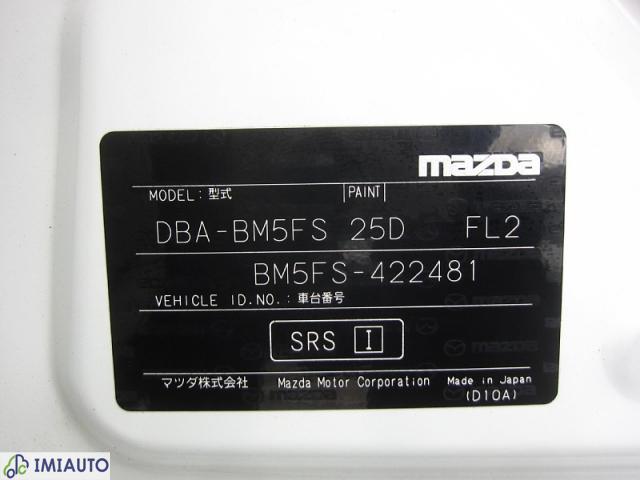 mazda
MODEL: 型式 PAINT
DBA-BM5FS 25D FL2
BM5FS-422481
VEHICLE ID.NO.: 車台番号
SRS I
マツダ株式会社 Mazda Motor Corporation Made in Japan
(D10A)
IMIAUTO